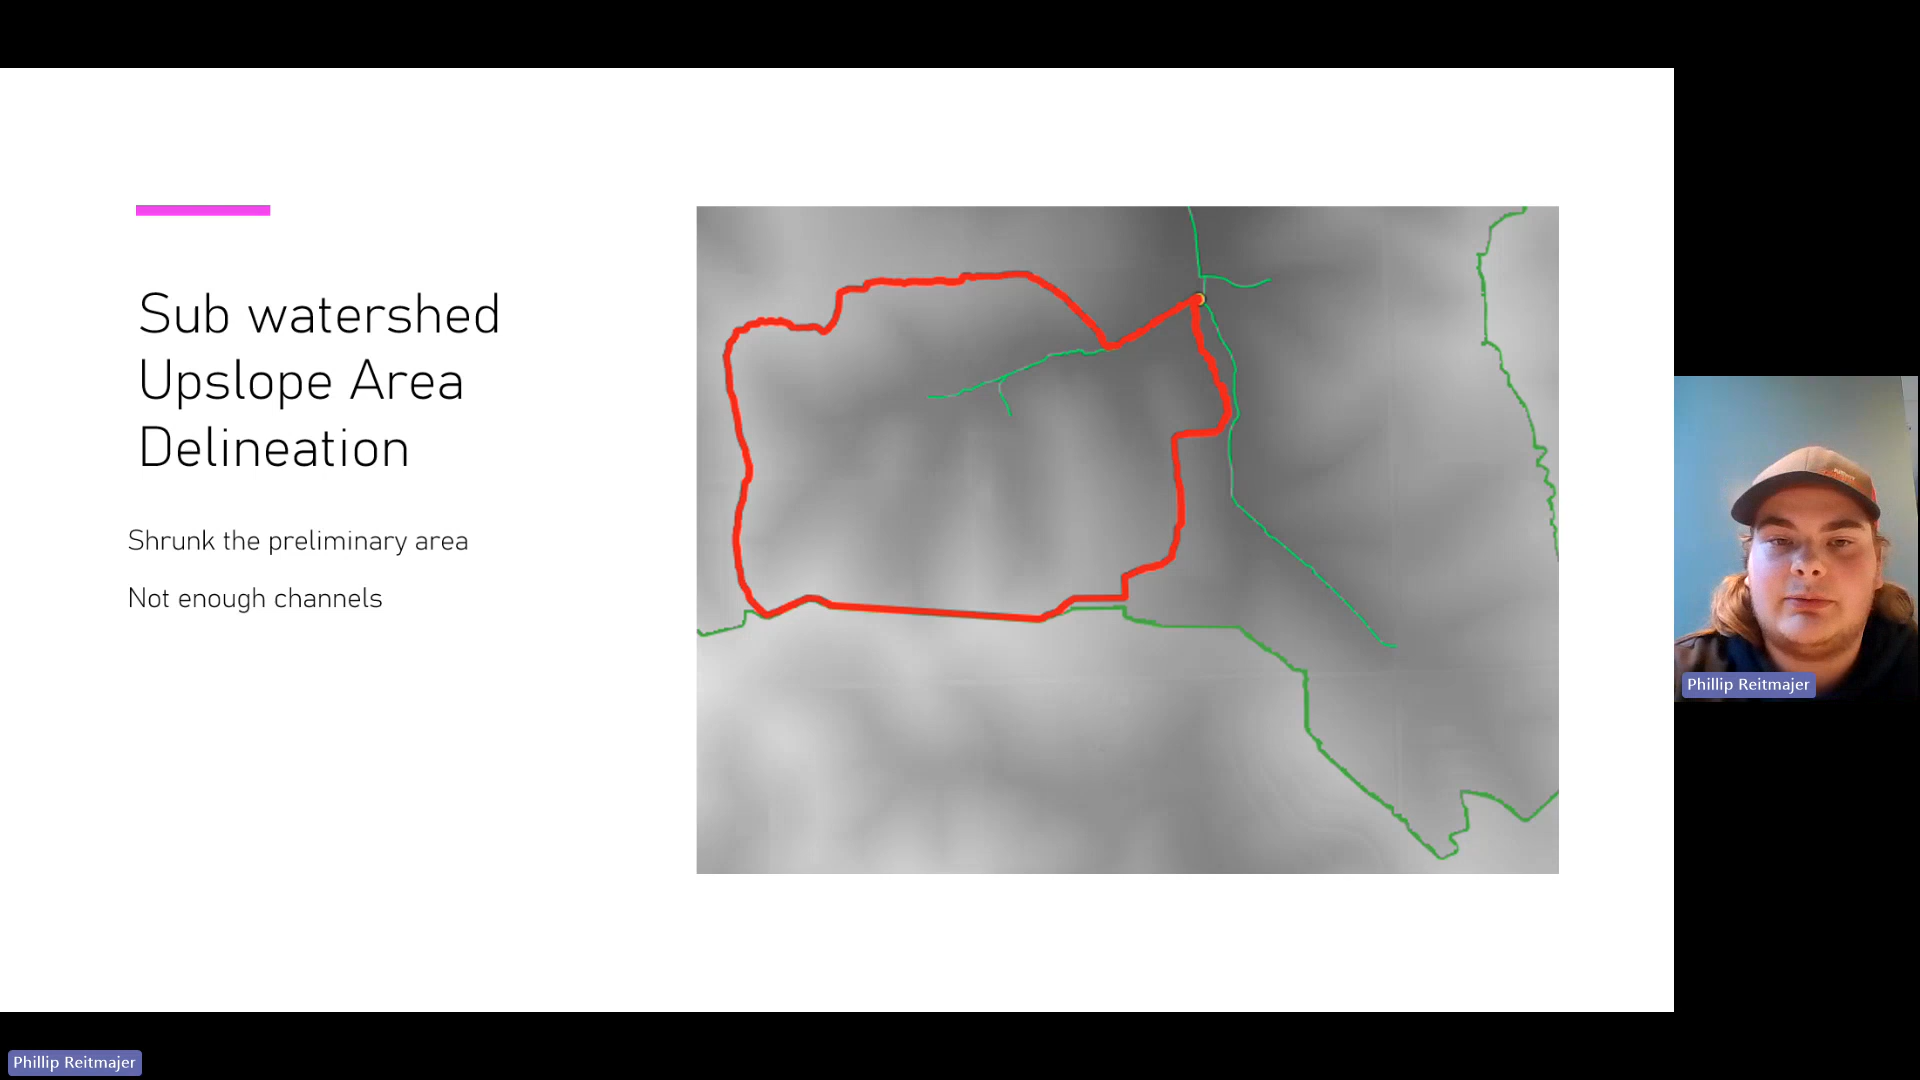 Sub watershed
Upslope Area
Delineation
Shrunk the preliminary area
Not enough channels
Phillip Reitmajer
Phillip Reitmajer